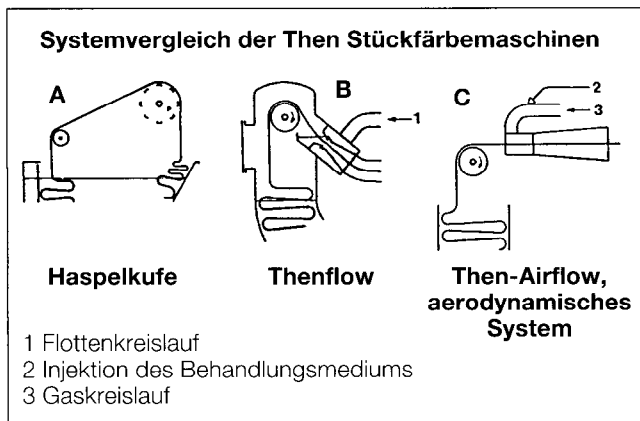 Systemvergleich der Then Stückfärbemaschinen
A
B
C
1
2
3
Haspelkufe
Thenflow
Then-Airflow,
aerodynamisches
System
1 Flottenkreislauf
2 Injektion des Behandlungsmediums
3 Gaskreislauf